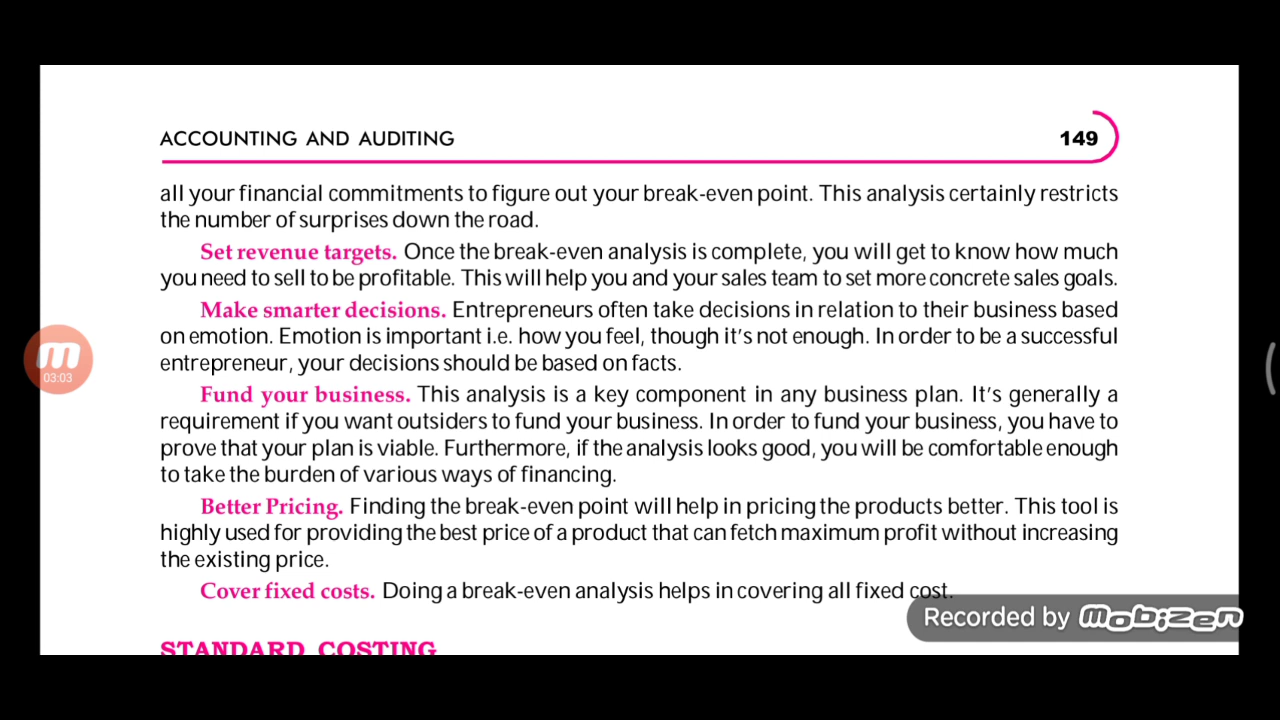 ACCOUNTING AND AUDITING 149
all your financial commitments to figure out your break-even point. This analysis certainly restricts
the number of surprises down the road.
Set revenue targets. Once the break-even analysis is complete, you will get to know how much
you need to sell to be profitable. This will help you and your sales team to set more concrete sales goals.
Make smarter decisions. Entrepreneurs often take decisions in relation to their business based
on emotion. Emotion is important i.e. how you feel, though it's not enough. In order to be a successful
entrepreneur, your decisions should be based on facts.
Fund your business. This analysis is a key component in any business plan. It's generally a
requirement if you want outsiders to fund your business. In order to fund your business, you have to
prove that your plan is viable. Furthermore, if the analysis looks good, you will be comfortable enough
to take the burden of various ways of financing.
Better Pricing. Finding the break-even point will help in pricing the products better. This tool is
highly used for providing the best price of a product that can fetch maximum profit without increasing
the existing price.
Cover fixed costs. Doing a break-even analysis helps in covering all fixed cost.
STANDARD COSTING
m
03:03
Recorded by mobizen